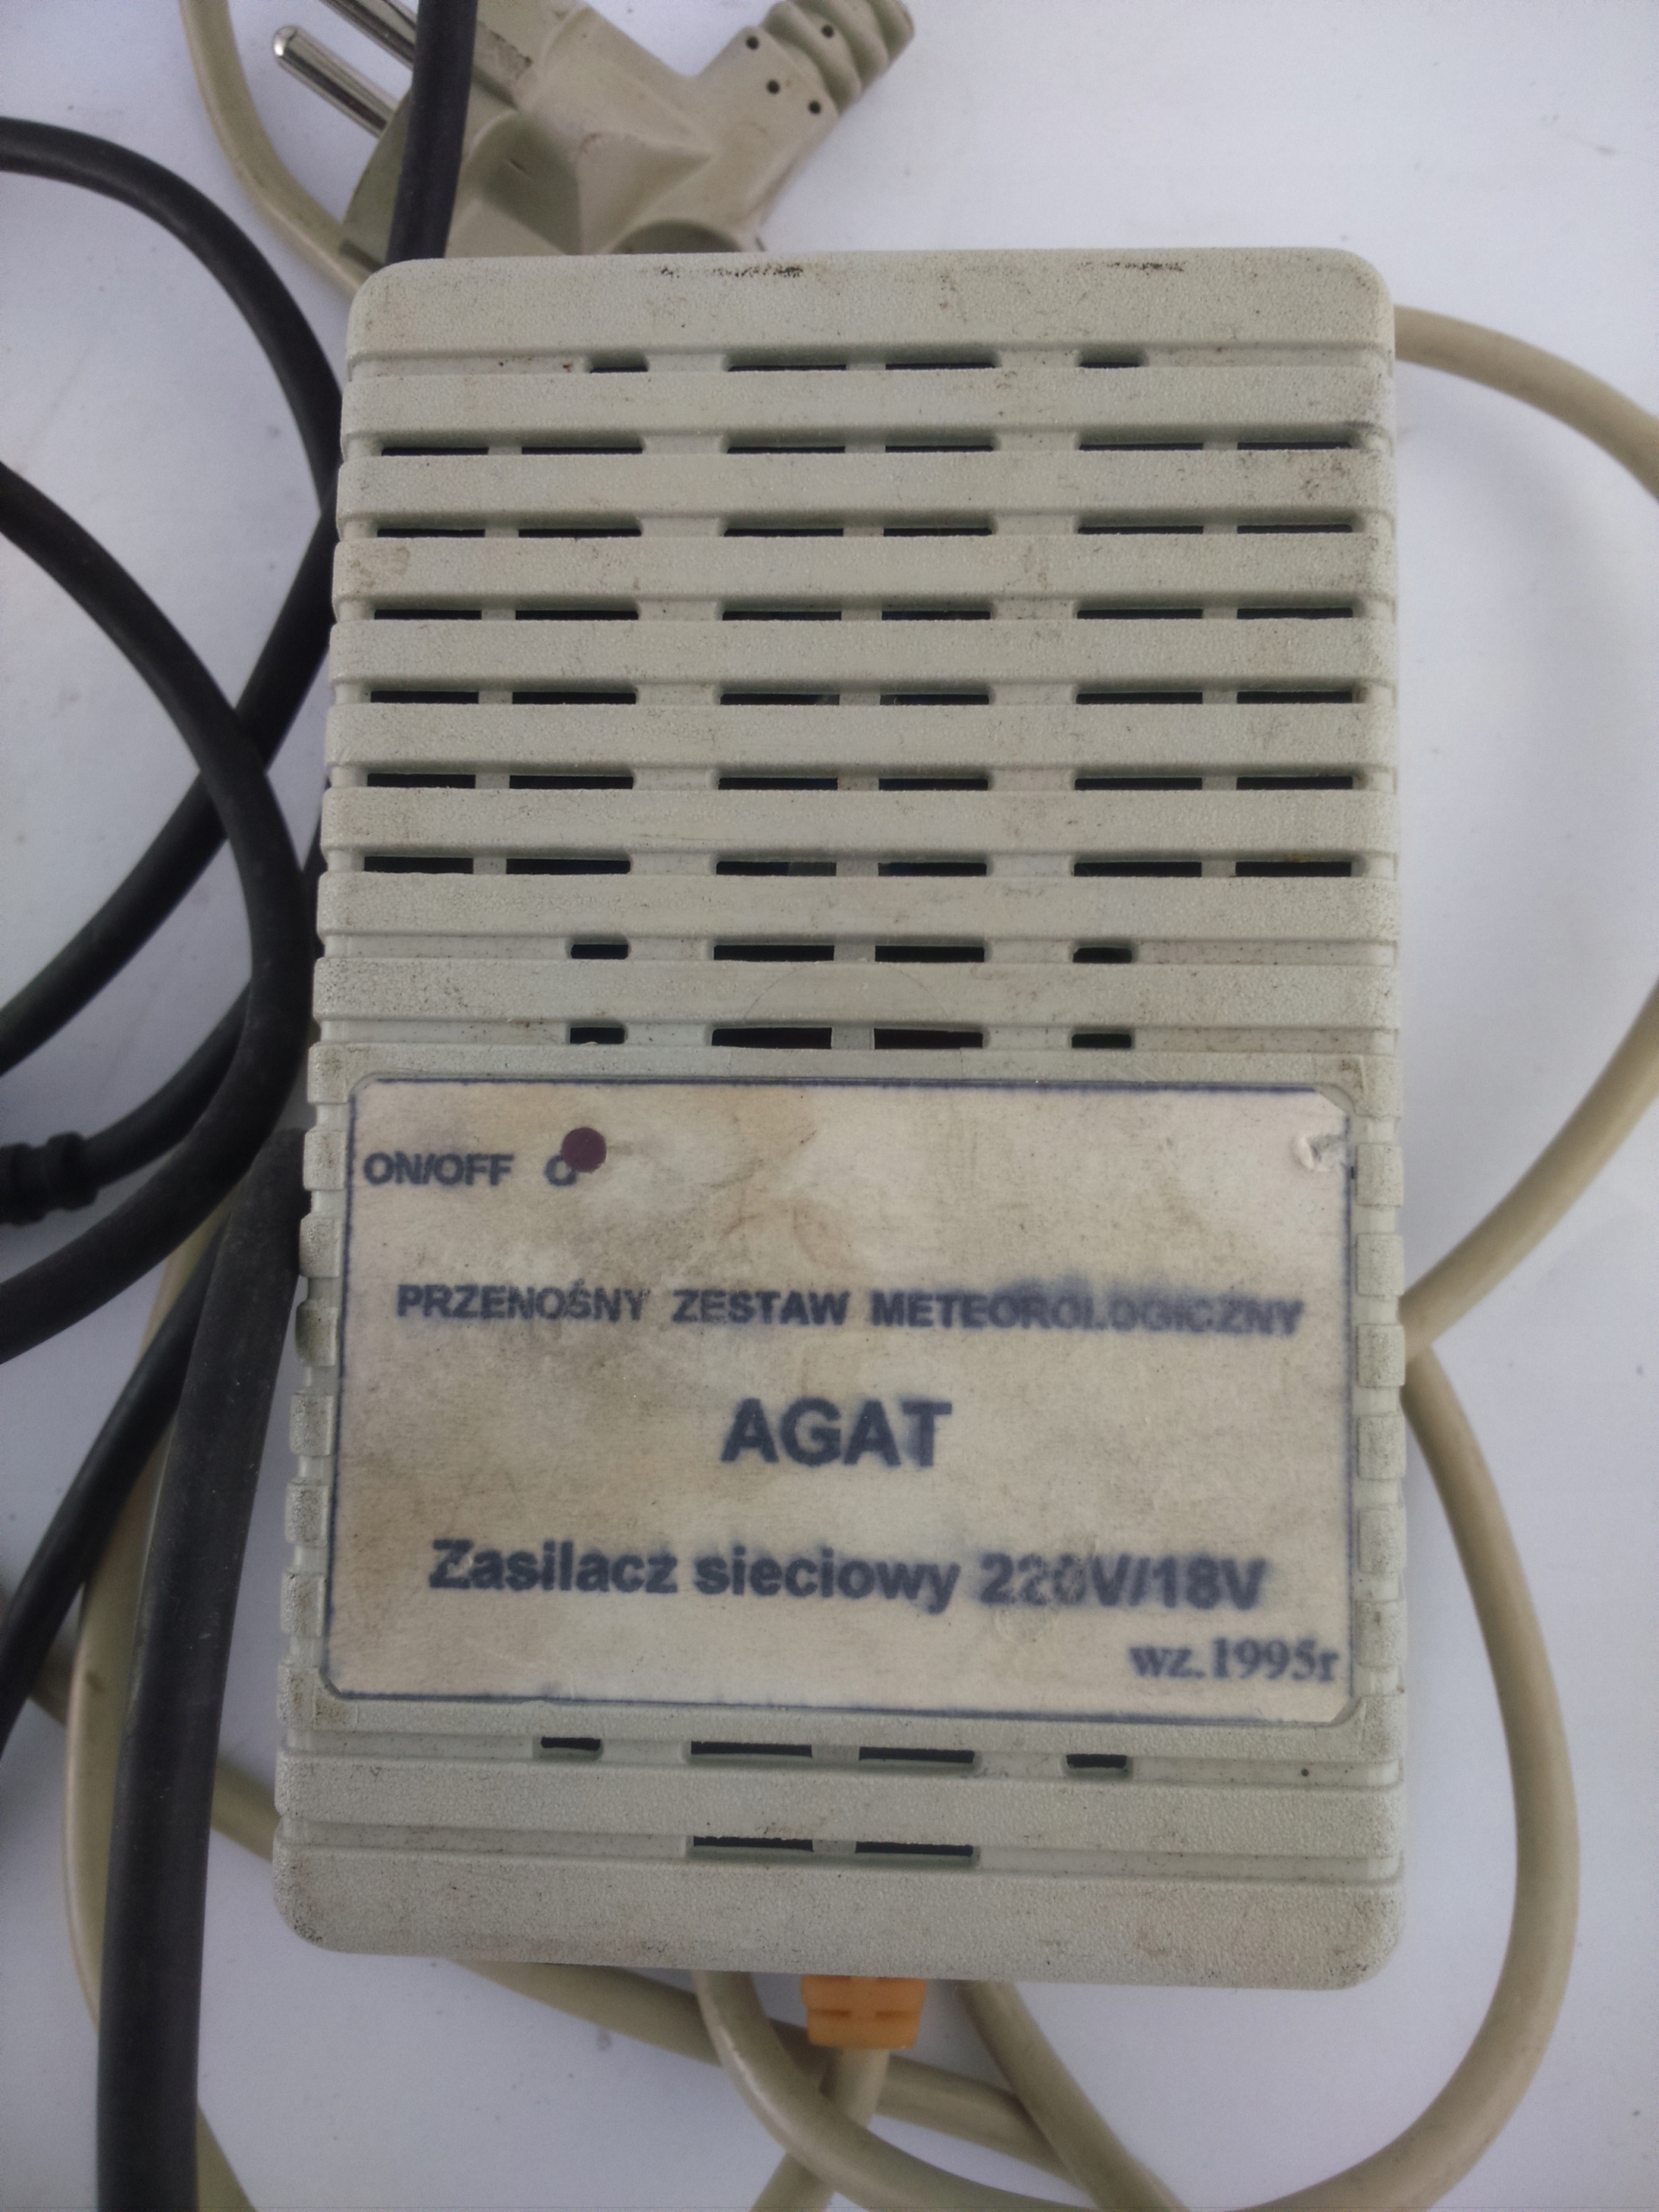 ON/OFF
PRZENOŚNY ZESTAW METEOROLOGICZNY
AGAT
Zasilacz sieciowy 220V/18V
wz.1995r